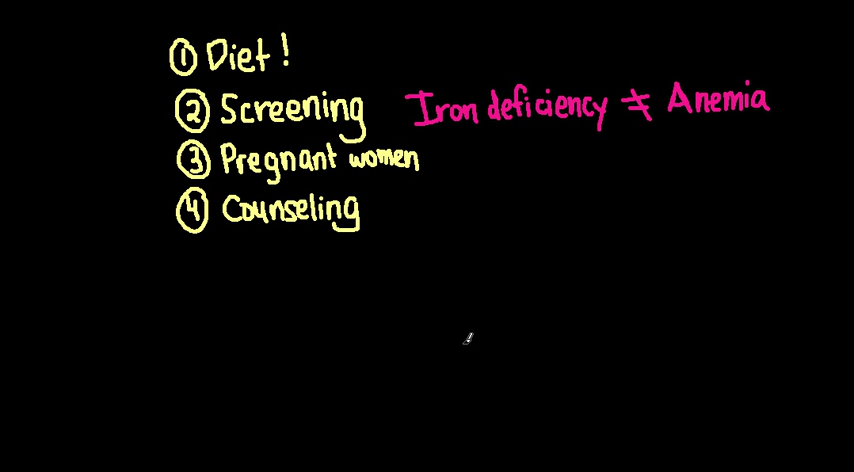 ① Diet!
② Screening Iron deficiency ≠ Anemia
③ Pregnant women
④ Counseling